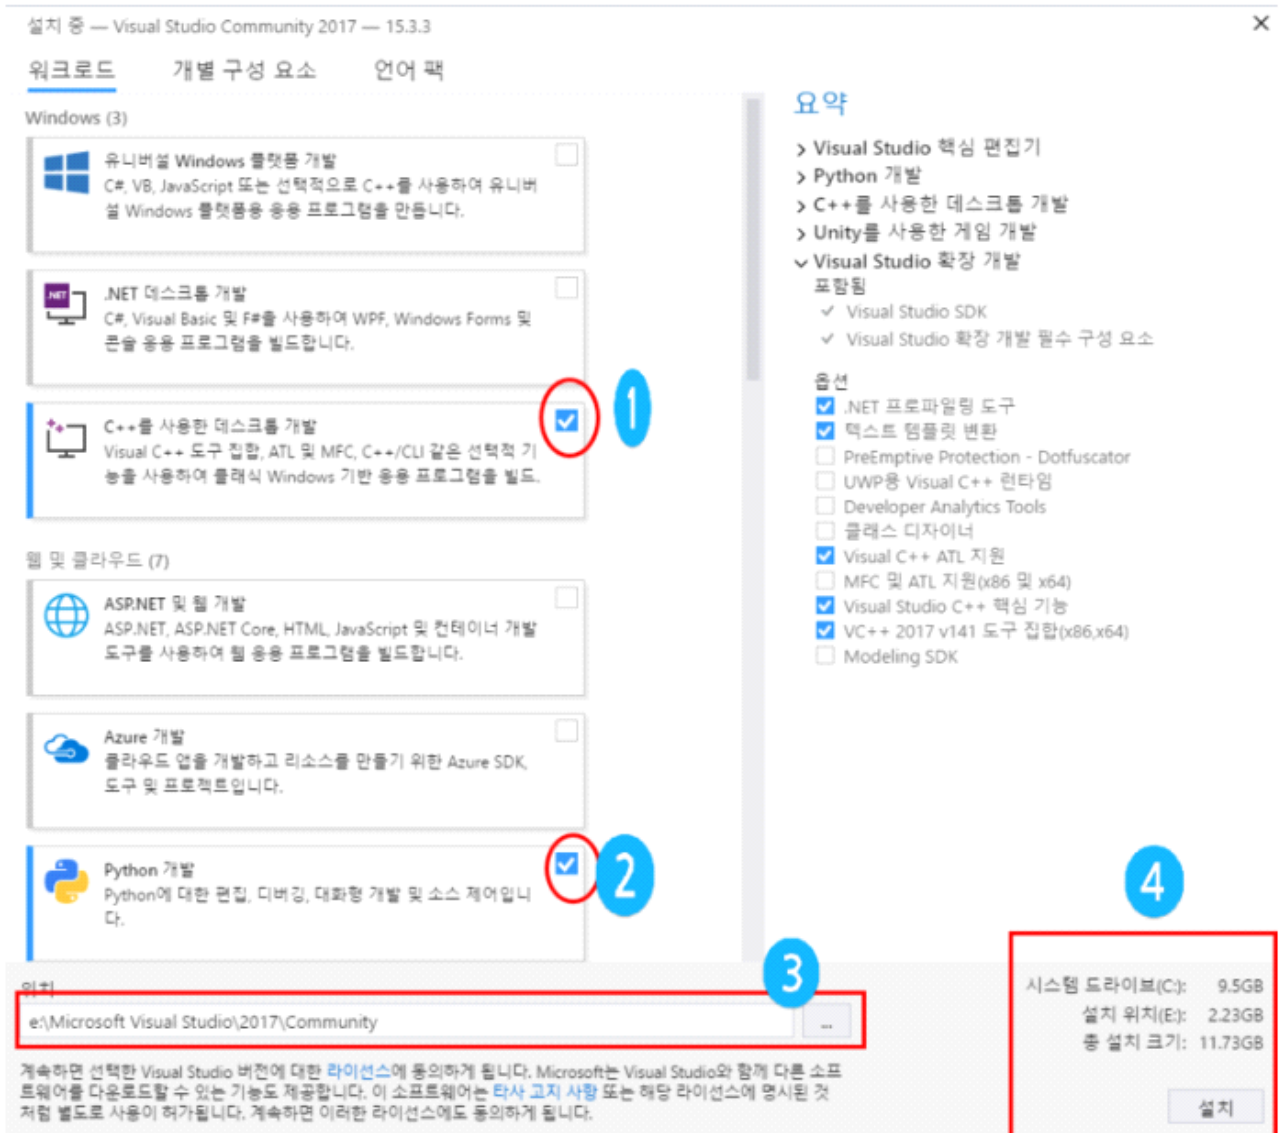 설치 중 — Visual Studio Community 2017 — 15.3.3
워크로드 개별 구성 요소 언어 팩
Windows (3)
유니버설 Windows 플랫폼 개발
C#, VB, JavaScript 또는 선택적으로 C++를 사용하여 유니버
설 Windows 플랫폼용 응용 프로그램을 만듭니다.
.NET
.NET 데스크톱 개발
C#, Visual Basic 및 F#을 사용하여 WPF, Windows Forms 및
콘솔 응용 프로그램을 빌드합니다.
C++를 사용한 데스크톱 개발
Visual C++ 도구 집합, ATL 및 MFC, C++/CLI 같은 선택적 기
능을 사용하여 클래식 Windows 기반 응용 프로그램을 빌드.
1
웹 및 클라우드 (7)
ASP.NET 및 웹 개발
ASP.NET, ASP.NET Core, HTML, JavaScript 및 컨테이너 개발
도구를 사용하여 웹 응용 프로그램을 빌드합니다.
Azure 개발
클라우드 앱을 개발하고 리소스를 만들기 위한 Azure SDK,
도구 및 프로젝트입니다.
Python 개발
Python에 대한 편집, 디버깅, 대화형 개발 및 소스 제어입니
다.
2
요약
Visual Studio 핵심 편집기
Python 개발
C++를 사용한 데스크톱 개발
Unity를 사용한 게임 개발
Visual Studio 확장 개발
포함됨
Visual Studio SDK
Visual Studio 확장 개발 필수 구성 요소
옵션
.NET 프로파일링 도구
텍스트 템플릿 변환
PreEmptive Protection - Dotfuscator
UWP용 Visual C++ 런타임
Developer Analytics Tools
클래스 디자이너
Visual C++ ATL 지원
MFC 및 ATL 지원(x86 및 x64)
Visual Studio C++ 핵심 기능
VC++ 2017 v141 도구 집합(x86,x64)
Modeling SDK
3
위치
e:\Microsoft Visual Studio\2017\Community
...
계속하면 선택한 Visual Studio 버전에 대한 라이선스에 동의하게 됩니다. Microsoft는 Visual Studio와 함께 다른 소프
트웨어를 다운로드할 수 있는 기능도 제공합니다. 이 소프트웨어는 타사 고지 사항 또는 해당 라이선스에 명시된 것
처럼 별도로 사용이 허가됩니다. 계속하면 이러한 라이선스에도 동의하게 됩니다.
4
시스템 드라이브(C:): 9.5GB
설치 위치(E:): 2.23GB
총 설치 크기: 11.73GB
설치